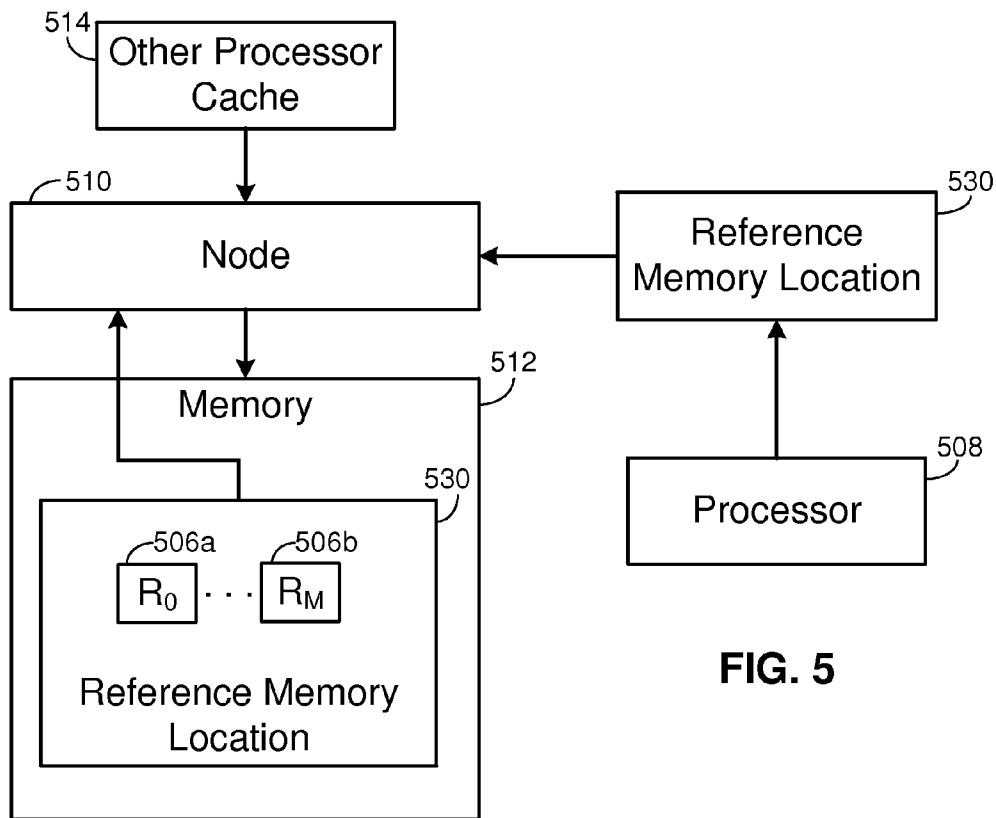 514
Other Processor
Cache
510
Node
530
Reference
Memory Location
512
Memory
508
Processor
530
506a
506b
R₀ . . . R_M
Reference Memory
Location
FIG. 5